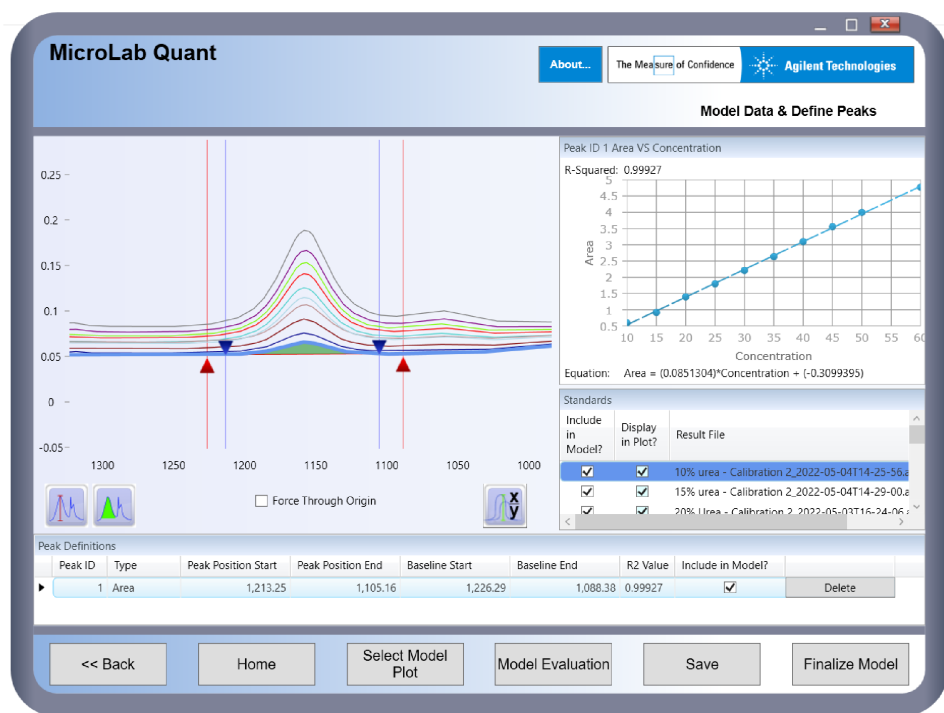 MicroLab Quant
About...
The Measure of Confidence
Agilent Technologies
Model Data & Define Peaks
0.25
0.2
0.15
0.1
0.05
0
-0.05
1300 1250 1200 1150 1100 1050 1000
Force Through Origin
x
y
Peak ID 1 Area VS Concentration
R-Squared: 0.99927
5
4.5
4
3.5
3
2.5
2
1.5
1
0.5
Area
10 15 20 25 30 35 40 45 50 55 60
Concentration
Equation: Area = (0.0851304)*Concentration + (-0.3099395)
Standards
Include in Model? Display in Plot? Result File
10% urea - Calibration 2_2022-05-04T14-25-56.a
15% urea - Calibration 2_2022-05-04T14-29-00.a
20% Urea - Calibration 2_2022-05-03T16-24-06
Peak Definitions
Peak ID Type Peak Position Start Peak Position End Baseline Start Baseline End R2 Value Include in Model?
1 Area 1,213.25 1,105.16 1,226.29 1,088.38 0.99927 Delete
<< Back
Home
Select Model
Plot
Model Evaluation
Save
Finalize Model